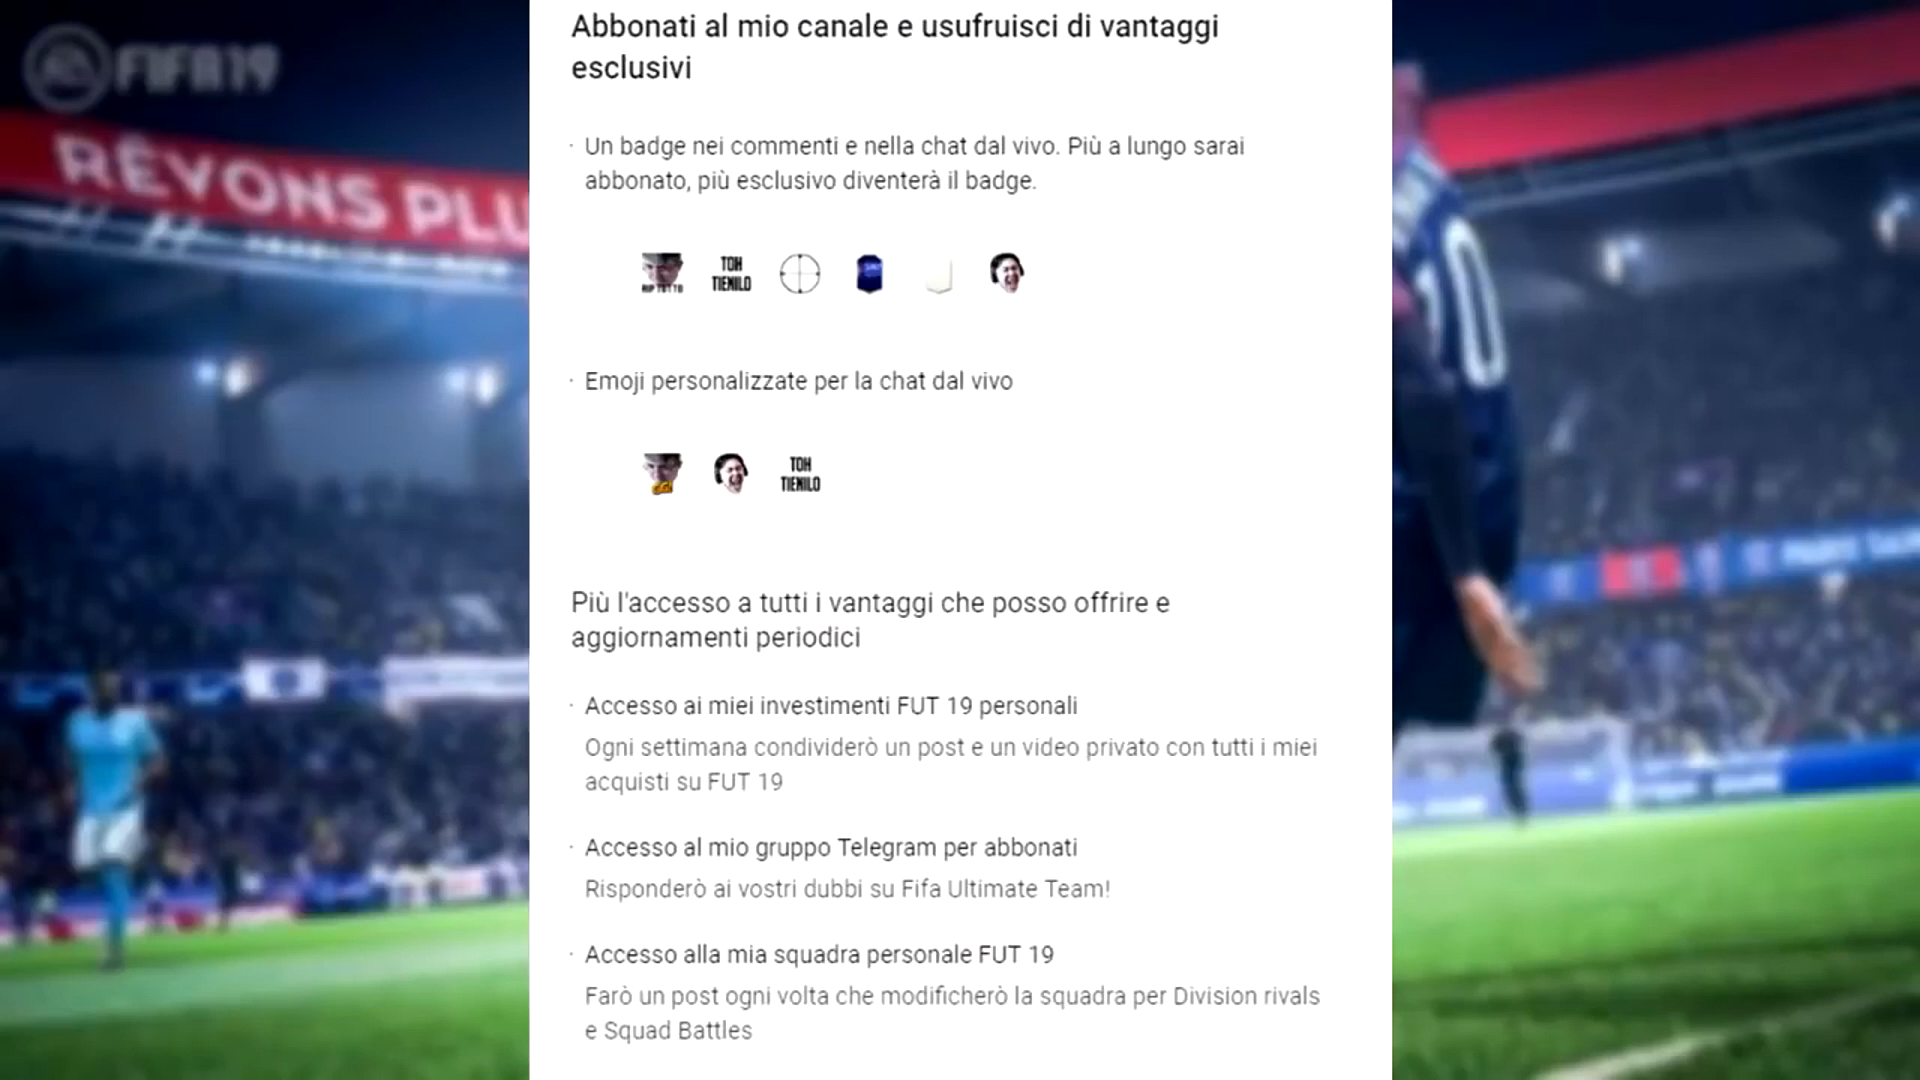 FIFA 19
RÊVONS PLU
Abbonati al mio canale e usufruisci di vantaggi
esclusivi
· Un badge nei commenti e nella chat dal vivo. Più a lungo sarai
abbonato, più esclusivo diventerà il badge.
RIP TUTTO
TOH
TIENILO
· Emoji personalizzate per la chat dal vivo
GG!
TOH
TIENILO
Più l'accesso a tutti i vantaggi che posso offrire e
aggiornamenti periodici
· Accesso ai miei investimenti FUT 19 personali
Ogni settimana condividerò un post e un video privato con tutti i miei
acquisti su FUT 19
· Accesso al mio gruppo Telegram per abbonati
Risponderò ai vostri dubbi su Fifa Ultimate Team!
· Accesso alla mia squadra personale FUT 19
Farò un post ogni volta che modificherò la squadra per Division rivals
e Squad Battles
10
PARIS